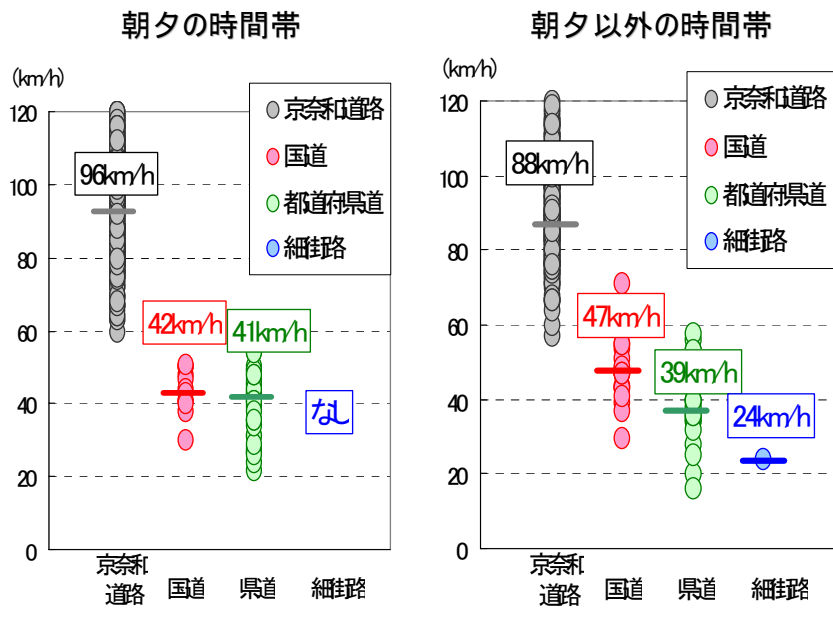 朝夕の時間帯
(km/h)
120
100
80
60
40
20
0
京奈和道路
国道
都道府県道
細街路
96km/h
42km/h
41km/h
なし
京奈和
道路
国道
県道
細街路
朝夕以外の時間帯
(km/h)
120
100
80
60
40
20
0
京奈和道路
国道
都道府県道
細街路
88km/h
47km/h
39km/h
24km/h
京奈和
道路
国道
県道
細街路